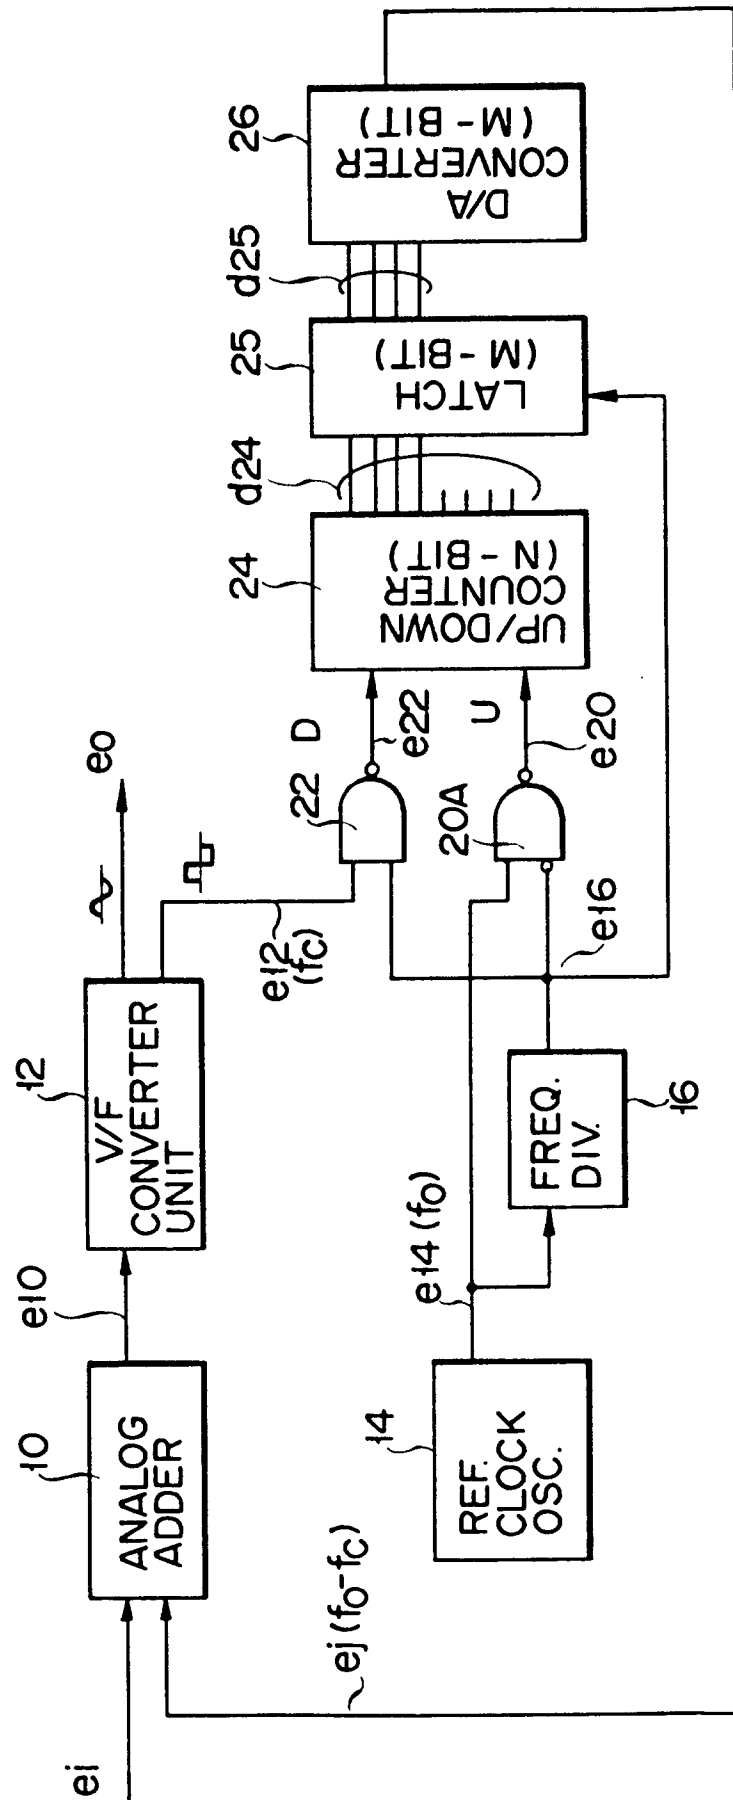 ei
10
ANALOG
ADDER
e10
12
V/F
CONVERTER
UNIT
eo
e12
(fc)
ej (fo-fc)
14
REF.
CLOCK
OSC.
e14 (fo)
FREQ.
DIV.
16
e16
22
D
e22
20A
U
e20
24
UP/DOWN
COUNTER
(N-BIT)
d24
25
LATCH
(M-BIT)
d25
26
D/A
CONVERTER
(M-BIT)